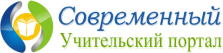 Современный
Учительский портал